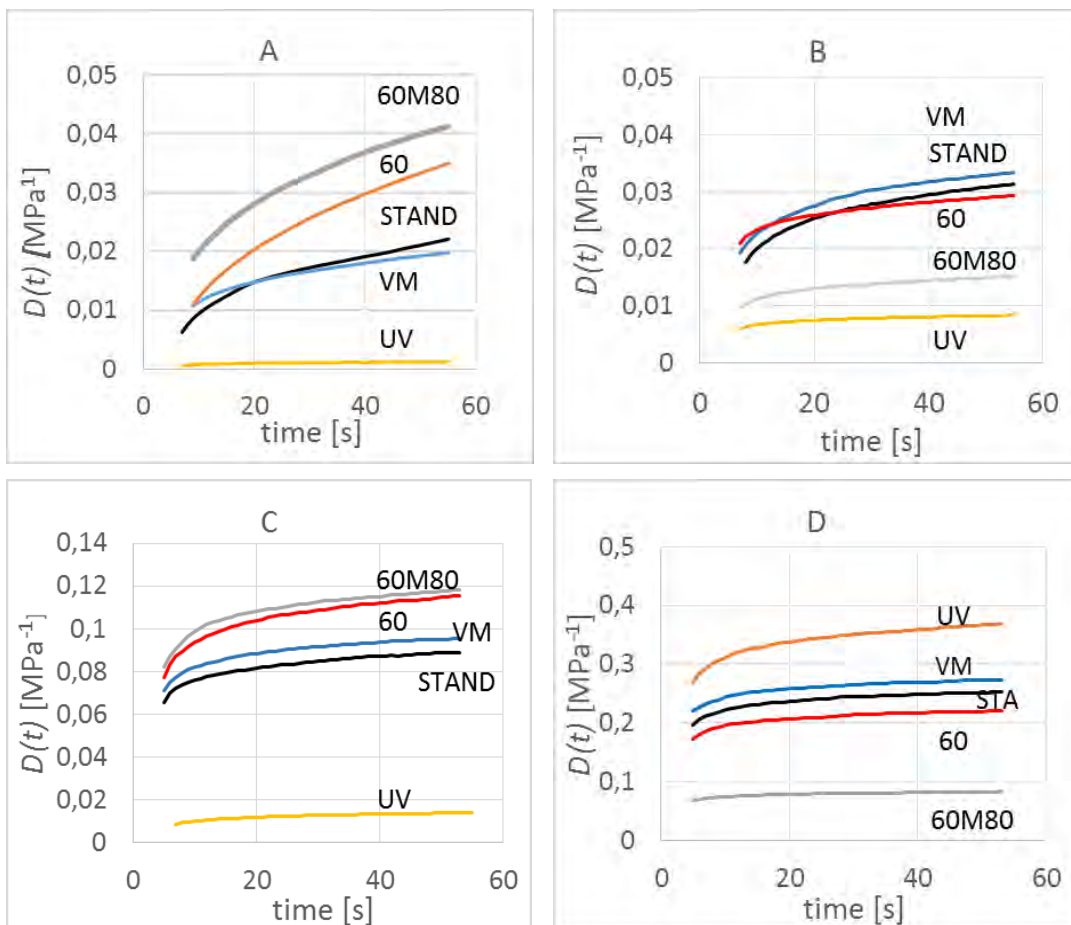 A
0,05
0,04
0,03
0,02
0,01
0
D(t) [MPa¹]
60M80
60
STAND
VM
UV
0 20 40 60
time [s]
B
0,05
0,04
0,03
0,02
0,01
0
D(t) [MPa⁻¹]
VM
STAND
60
60M80
UV
0 20 40 60
time [s]
C
0,14
0,12
0,1
0,08
0,06
0,04
0,02
0
D(t) [MPa⁻¹]
60M80
60
VM
STAND
UV
0 20 40 60
time [s]
D
0,5
0,4
0,3
0,2
0,1
0
D(t) [MPa⁻¹]
UV
VM
STA
60
60M80
0 20 40 60
time [s]